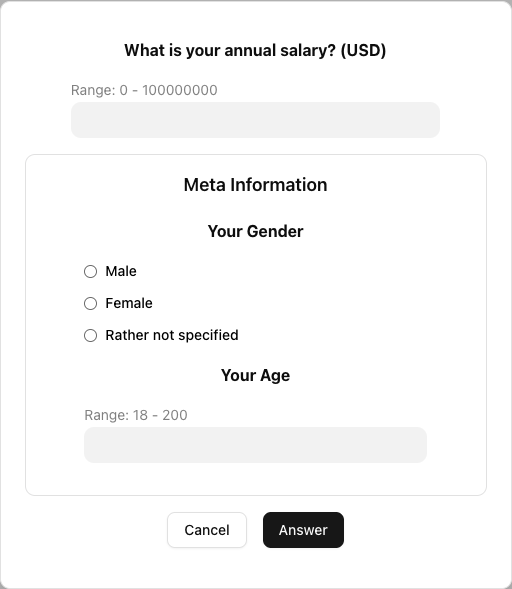 What is your annual salary? (USD)
Range: 0 - 100000000
Meta Information
Your Gender
Male
Female
Rather not specified
Your Age
Range: 18 - 200
Cancel
Answer